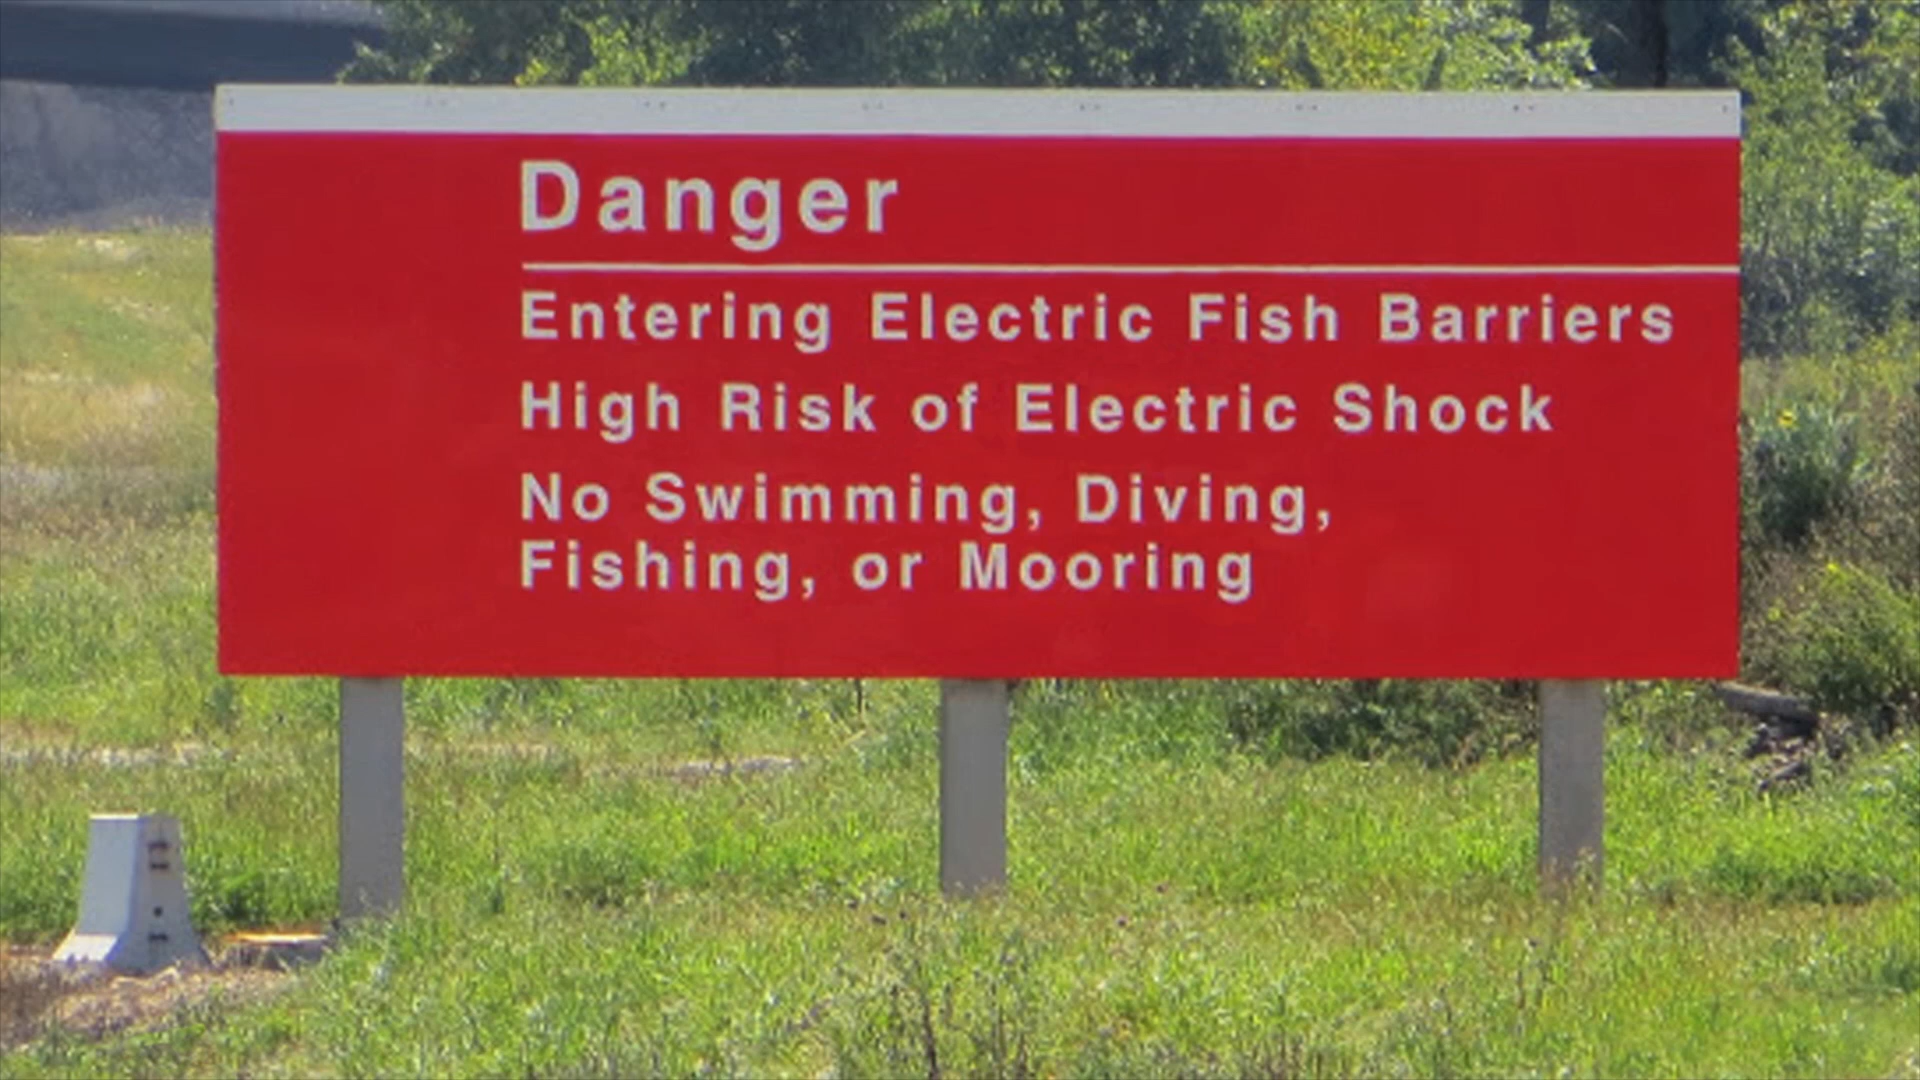 Danger
Entering Electric Fish Barriers
High Risk of Electric Shock
No Swimming, Diving,
Fishing, or Mooring